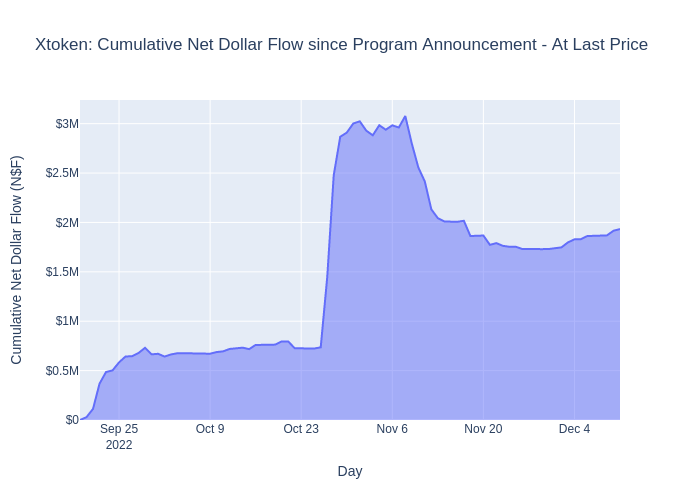 Xtoken: Cumulative Net Dollar Flow since Program Announcement - At Last Price
Cumulative Net Dollar Flow (N$F)
$3M
$2.5M
$2M
$1.5M
$1M
$0.5M
$0
Sep 25
2022
Oct 9
Oct 23
Nov 6
Nov 20
Dec 4
Day